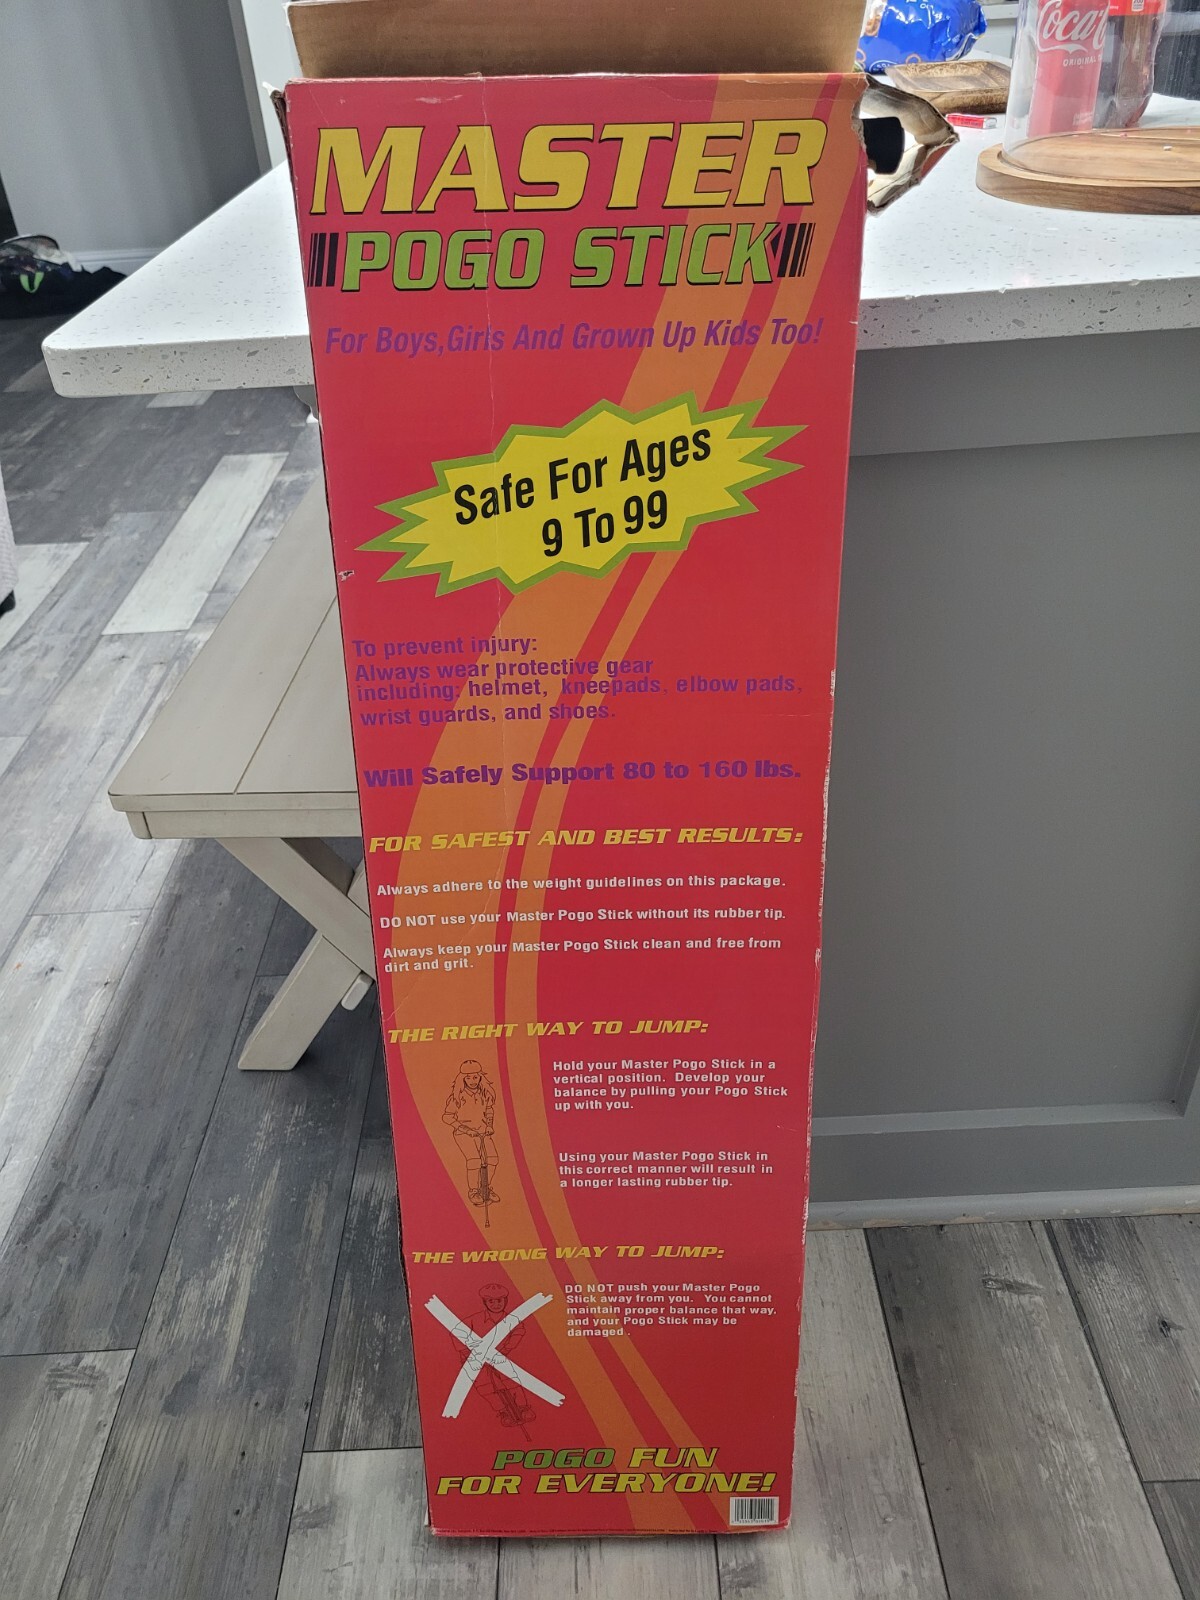 Coca
ORIGINAL
MASTER
POGO STICK
For Boys,Girls And Grown Up Kids Too!
Safe For Ages
9 To 99
To prevent injury:
Always wear protective gear
including: helmet, kneepads, elbow pads,
wrist guards, and shoes.
Will Safely Support 80 to 160 lbs.
FOR SAFEST AND BEST RESULTS:
Always adhere to the weight guidelines on this package.
DO NOT use your Master Pogo Stick without its rubber tip.
Always keep your Master Pogo Stick clean and free from
dirt and grit.
THE RIGHT WAY TO JUMP:
Hold your Master Pogo Stick in a
vertical position. Develop your
balance by pulling your Pogo Stick
up with you.
Using your Master Pogo Stick in
this correct manner will result in
a longer lasting rubber tip.
THE WRONG WAY TO JUMP:
DO NOT push your Master Pogo
Stick away from you. You cannot
maintain proper balance that way,
and your Pogo Stick may be
damaged.
POGO FUN
FOR EVERYONE!